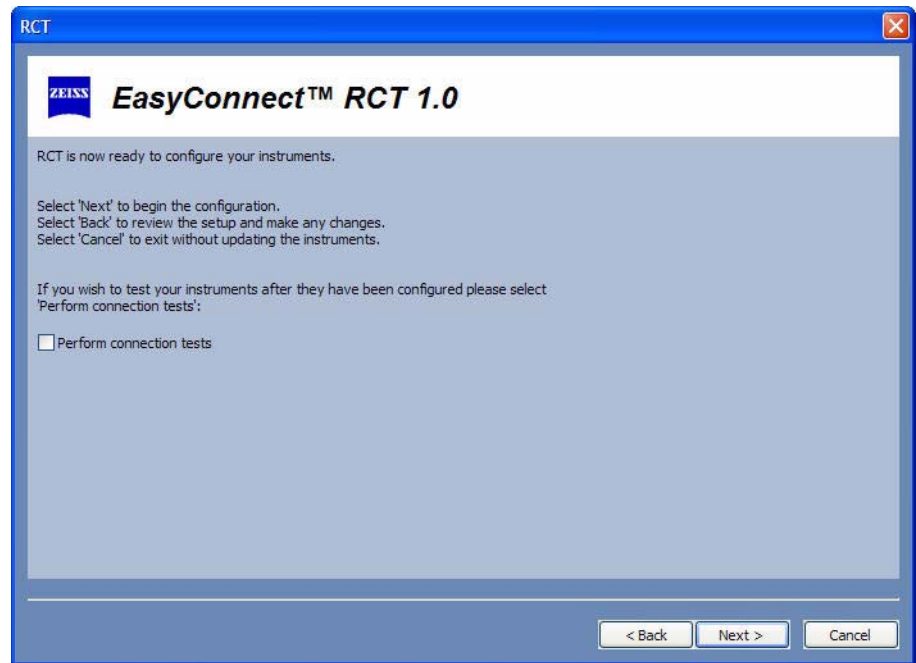 RCT
ZEISS
EasyConnect™ RCT 1.0
RCT is now ready to configure your instruments.
Select 'Next' to begin the configuration.
Select 'Back' to review the setup and make any changes.
Select 'Cancel' to exit without updating the instruments.
If you wish to test your instruments after they have been configured please select
'Perform connection tests':
Perform connection tests
< Back Next > Cancel